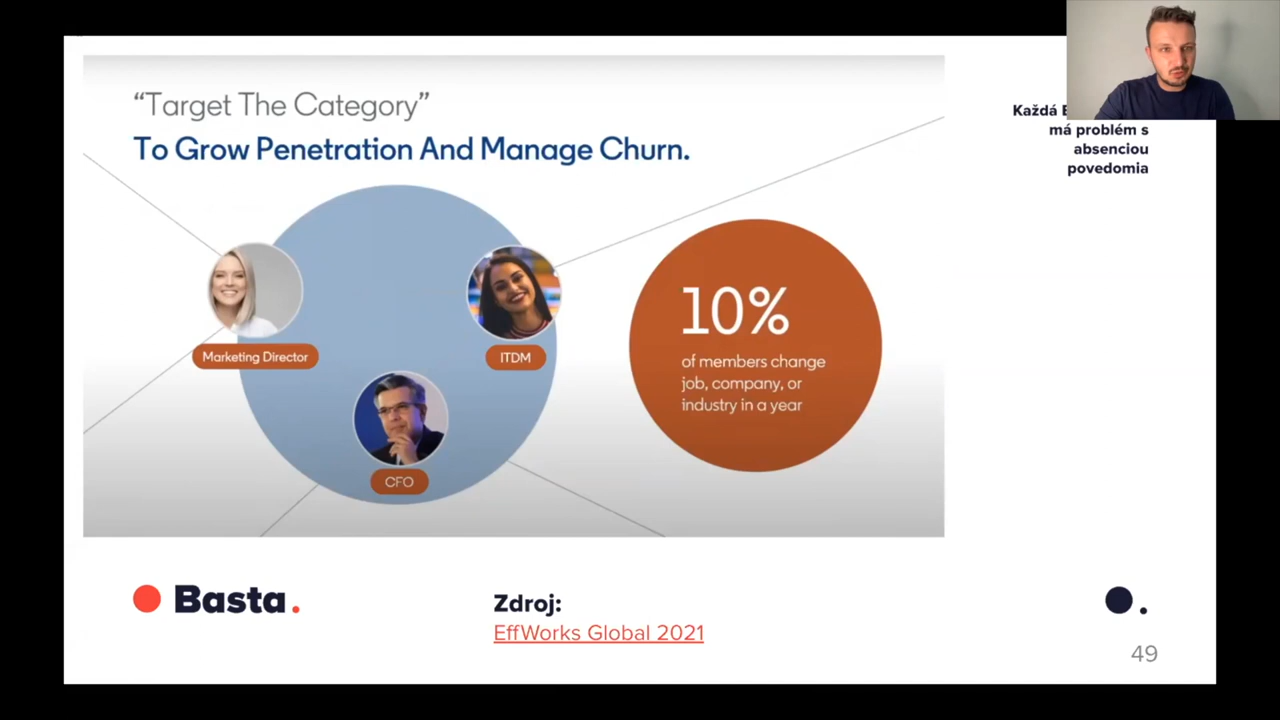 “Target The Category”
To Grow Penetration And Manage Churn.
Každá
má problém s
absenciou
povedomia
Marketing Director
ITDM
CFO
10%
of members change
job, company, or
industry in a year
Basta.
Zdroj:
EffWorks Global 2021
49